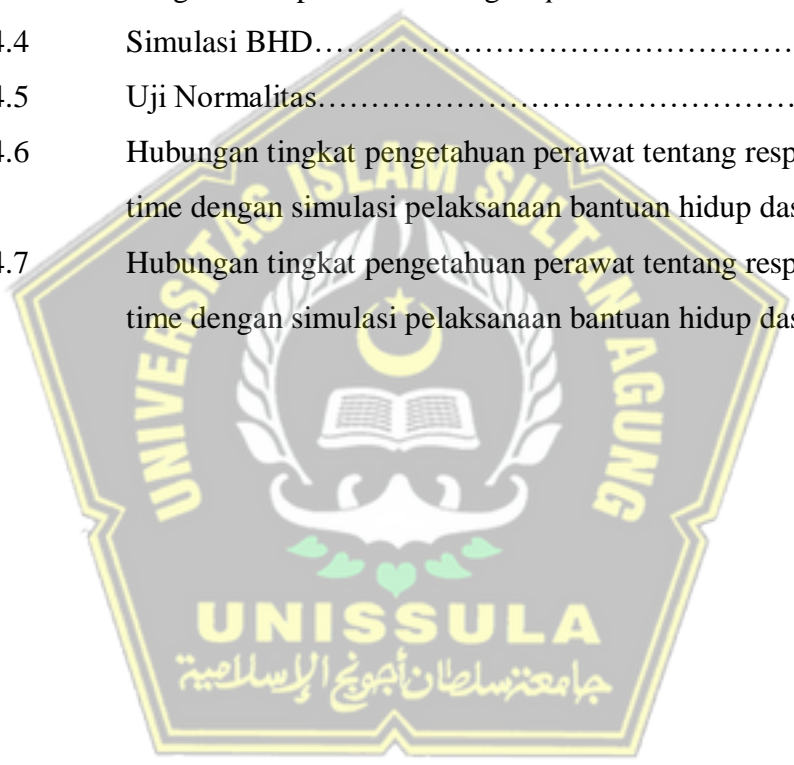 4.4 Simulasi BHD……………………………………………
4.5 Uji Normalitas……………………………………………
4.6 Hubungan tingkat pengetahuan perawat tentang resp
time dengan simulasi pelaksanaan bantuan hidup das
4.7 Hubungan tingkat pengetahuan perawat tentang resp
time dengan simulasi pelaksanaan bantuan hidup das
UNIVERSITAS ISLAM SULTAN AGUNG
UNISSULA
جامعة سلطان أجونج الإسلامية